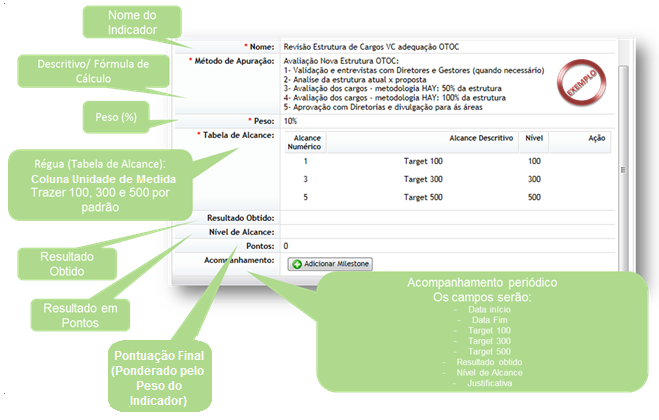 Nome do
Indicador
* Nome: Revisão Estrutura de Cargos VC adequação OTOC
Descritivo/ Fórmula de
Cálculo
* Método de Apuração: Avaliação Nova Estrutura OTOC:
1- Validação e entrevistas com Diretores e Gestores (quando necessário)
2- Analise da estrutura atual x proposta
3- Avaliação dos cargos - metodologia HAY: 50% da estrutura
4- Avaliação dos cargos - metodologia HAY: 100% da estrutura
5- Aprovação com Diretorias e divulgação para ás áreas
EXEMPLO
Peso (%)
* Peso: 10%
* Tabela de Alcance: Alcance Numérico Alcance Descritivo Nível Ação
1 Target 100 100
3 Target 300 300
5 Target 500 500
Régua (Tabela de Alcance):
Coluna Unidade de Medida
Trazer 100, 300 e 500 por
padrão
Resultado Obtido:
Nível de Alcance:
Pontos: 0
Acompanhamento: Adicionar Milestone
Resultado
Obtido
Resultado em
Pontos
Pontuação Final
(Ponderado pelo
Peso do
Indicador)
Acompanhamento periódico
Os campos serão:
- Data início
- Data Fim
- Target 100
- Target 300
- Target 500
- Resultado obtido
- Nível de Alcance
- Justificativa